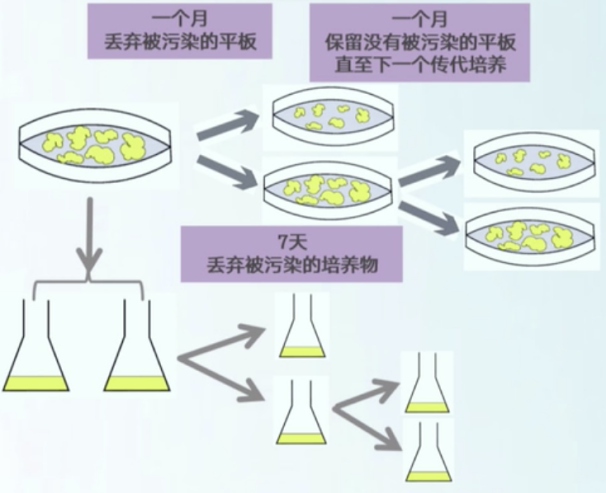 一个月
丢弃被污染的平板
一个月
保留没有被污染的平板
直至下一个传代培养
7天
丢弃被污染的培养物